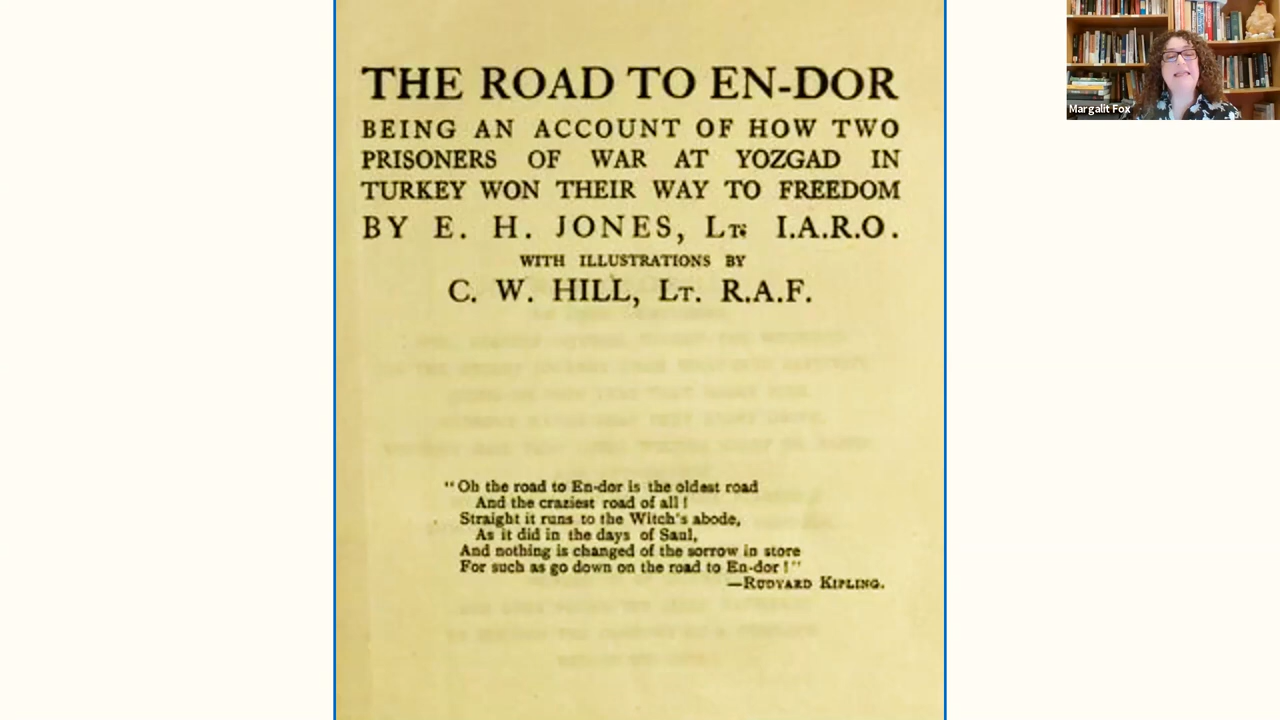 THE ROAD TO EN-DOR
BEING AN ACCOUNT OF HOW TWO
PRISONERS OF WAR AT YOZGAD IN
TURKEY WON THEIR WAY TO FREEDOM
BY E. H. JONES, LT. I.A.R.O.
WITH ILLUSTRATIONS BY
C. W. HILL, LT. R.A.F.
"Oh the road to En-dor is the oldest road
And the craziest road of all!
Straight it runs to the Witch's abode,
As it did in the days of Saul,
And nothing is changed of the sorrow in store
For such as go down on the road to En-dor!"
—RUDYARD KIPLING.
Margalit Fox